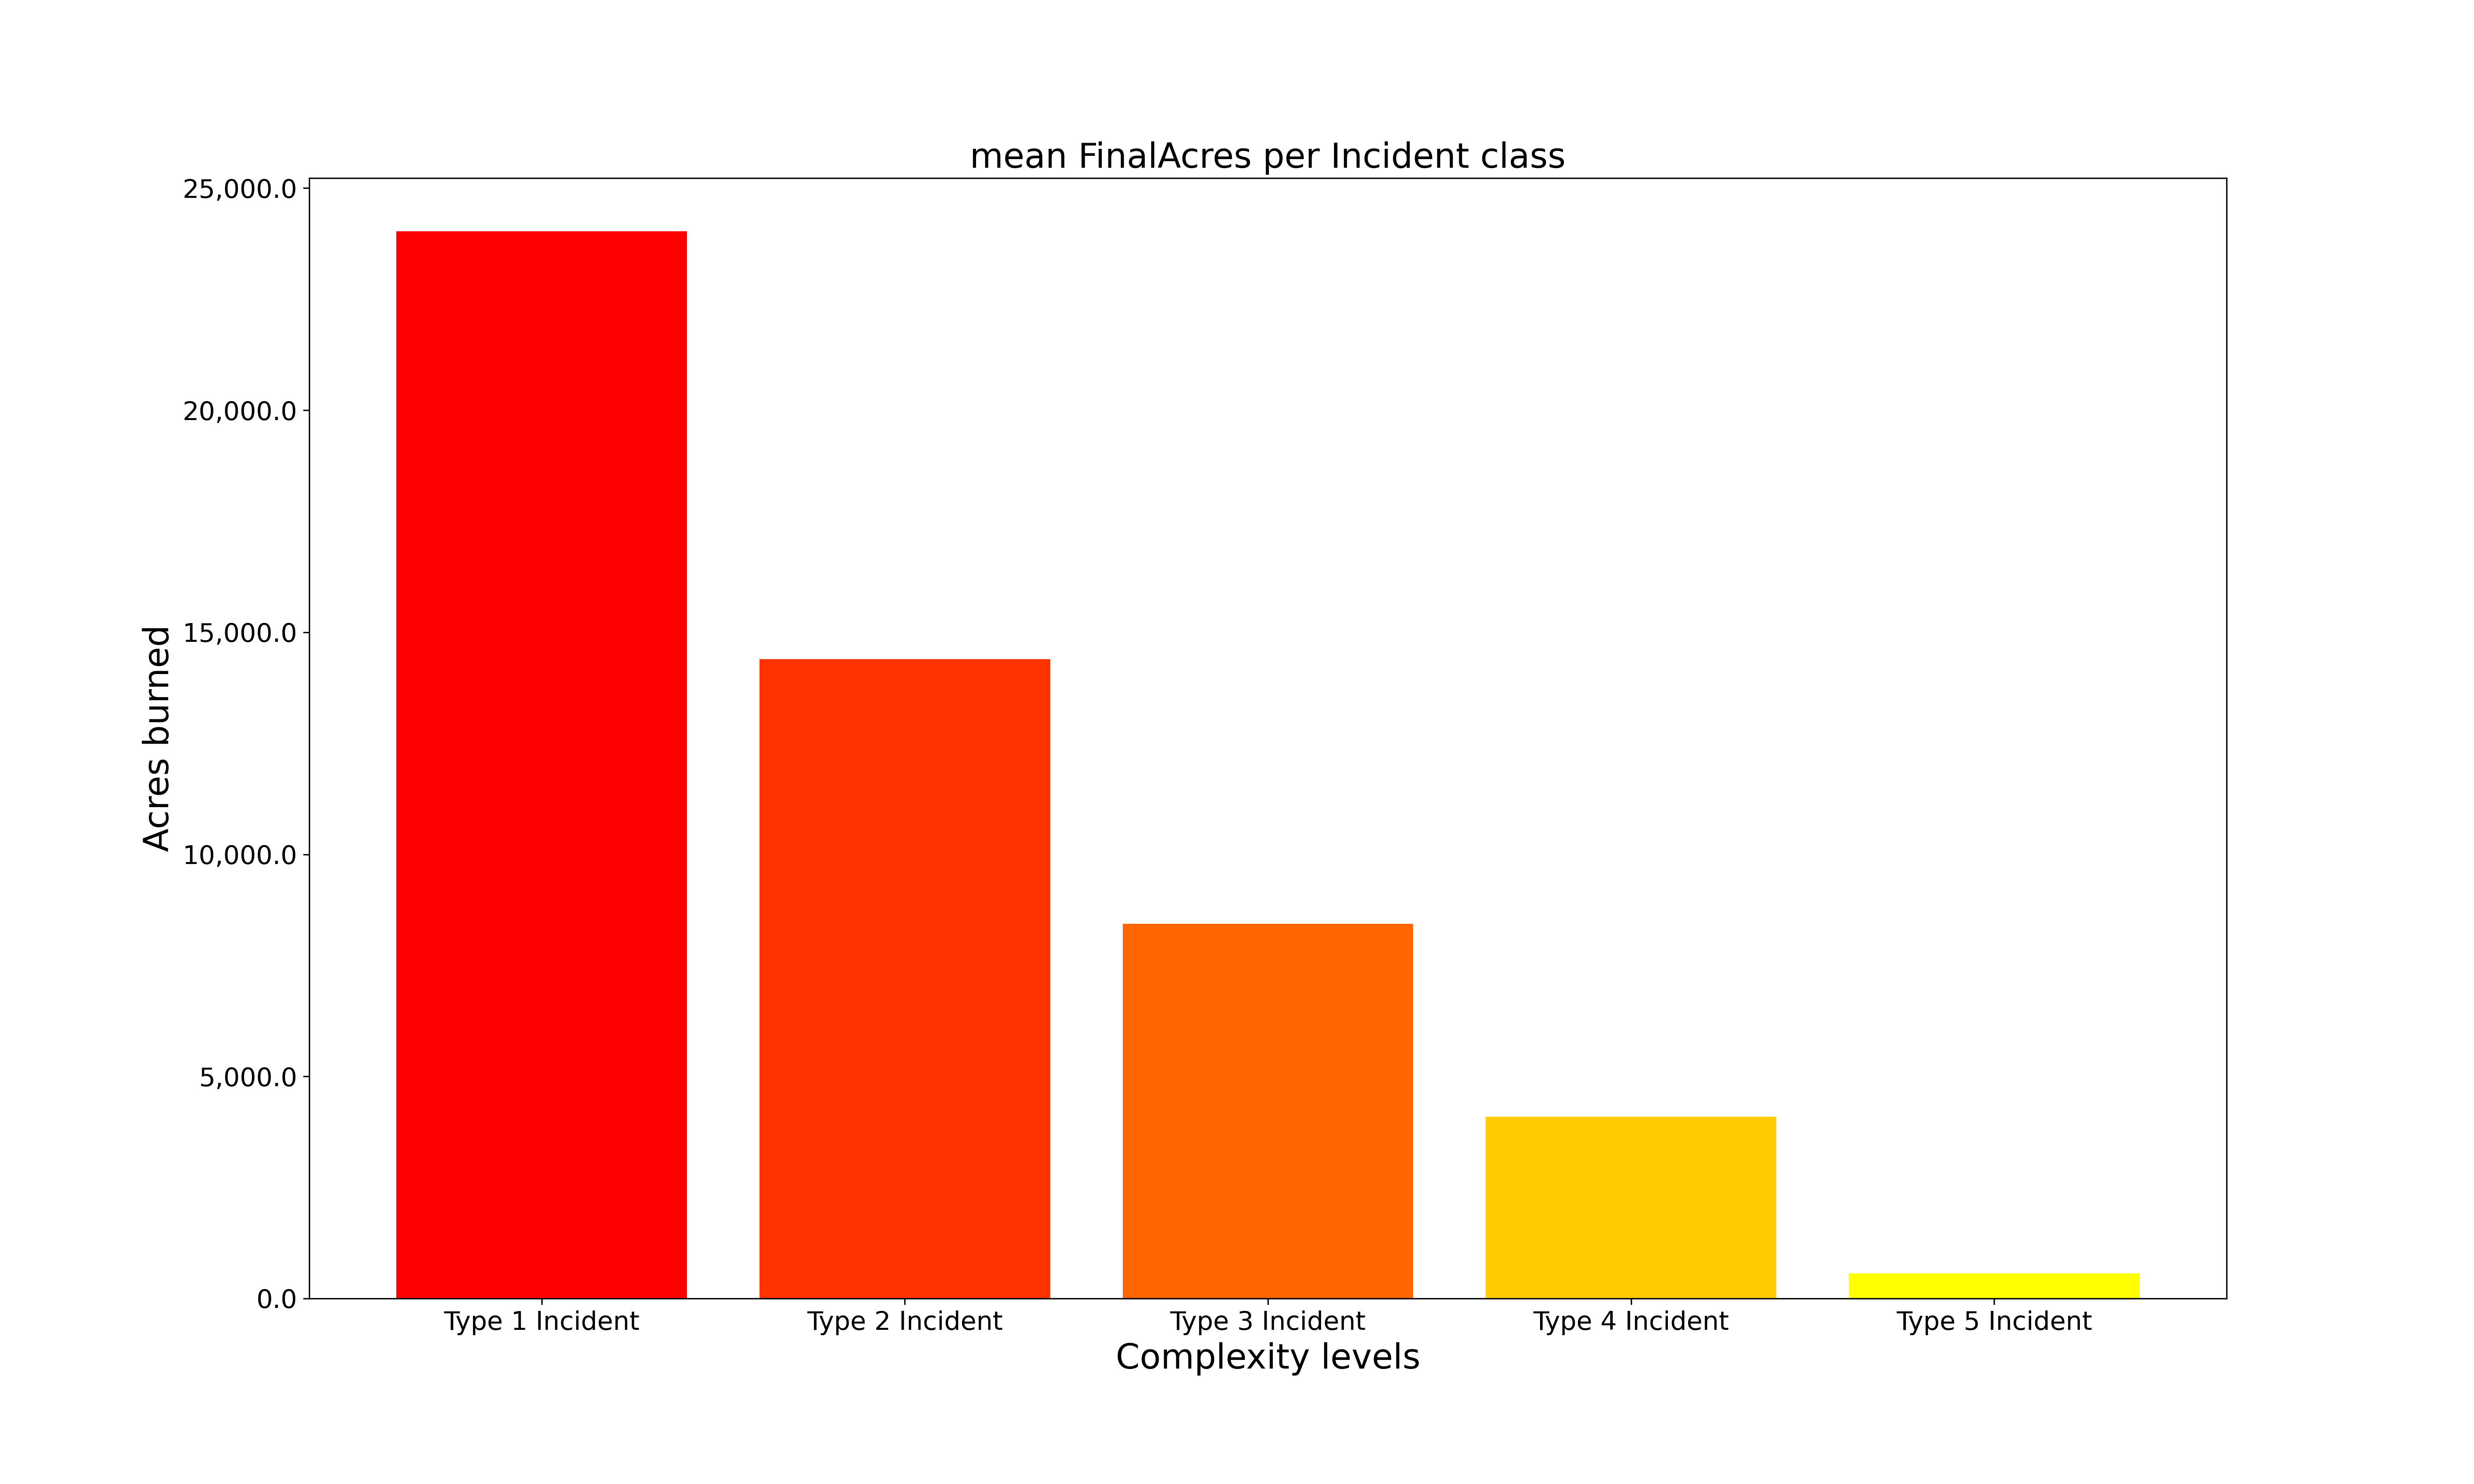 mean FinalAcres per Incident class
Acres burned
25,000.0
20,000.0
15,000.0
10,000.0
5,000.0
0.0
Type 1 Incident
Type 2 Incident
Type 3 Incident
Type 4 Incident
Type 5 Incident
Complexity levels